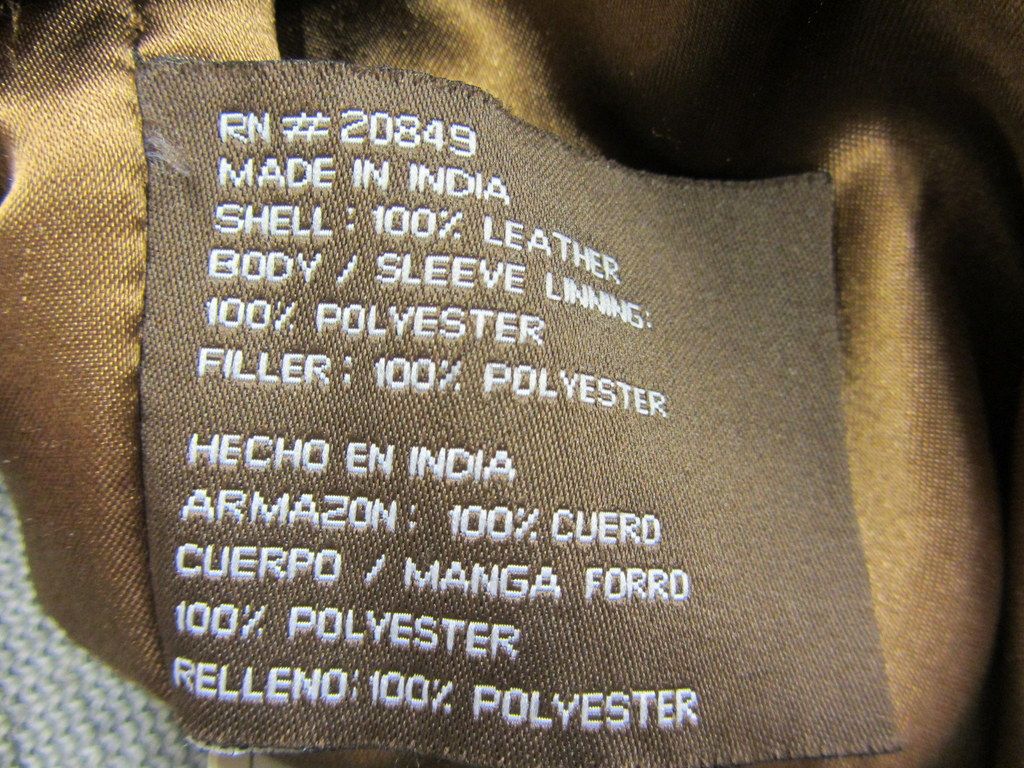 RN # 20849
MADE IN INDIA
SHELL : 100% LEATHER
BODY / SLEEVE LINNING:
100% POLYESTER
FILLER : 100% POLYESTER
HECHO EN INDIA
ARMAZON : 100% CUERO
CUERPO / MANGA FORRO
100% POLYESTER
RELLENO: 100% POLYESTER